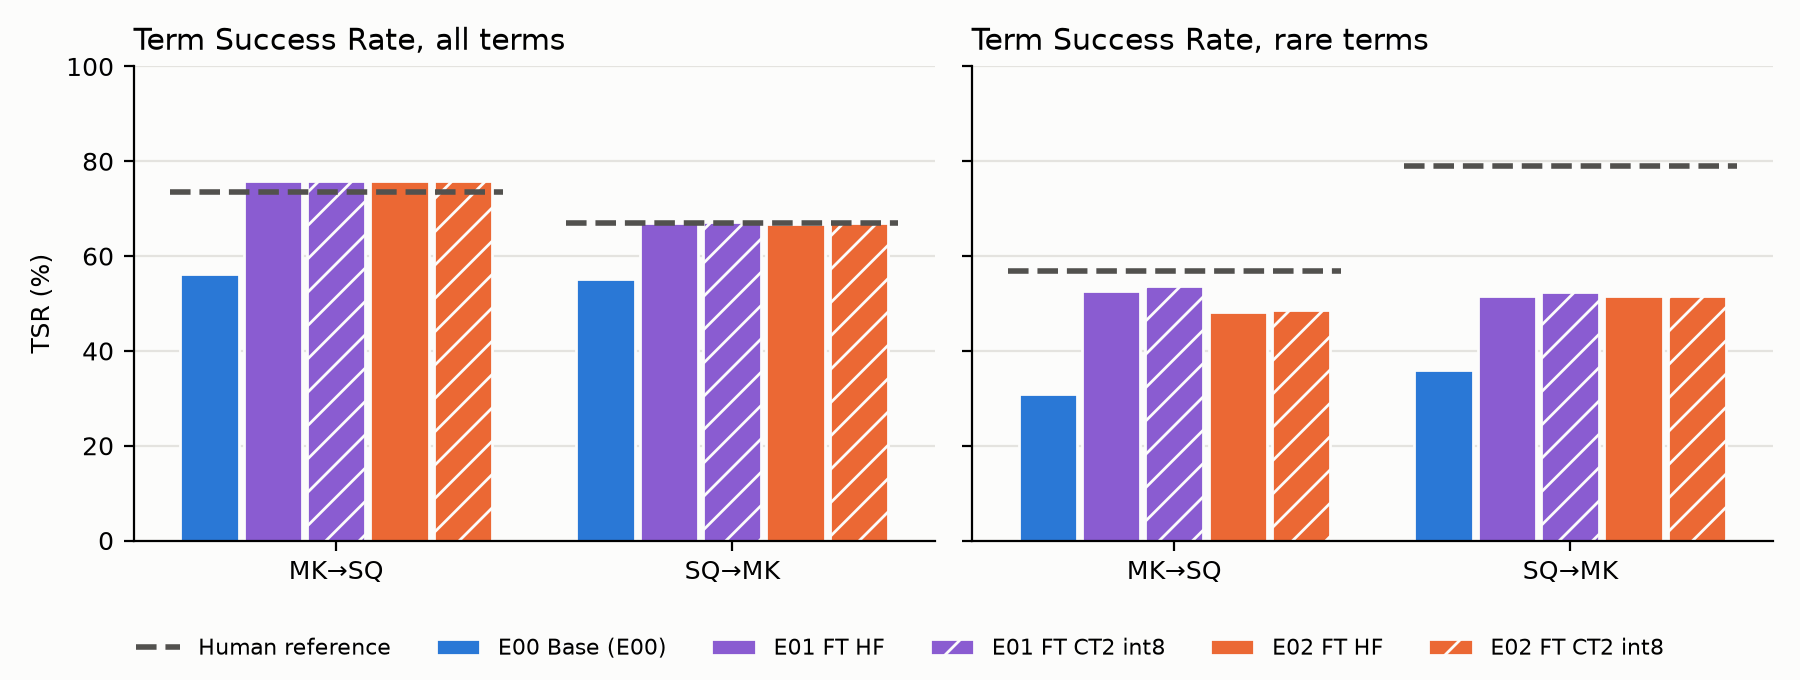 Term Success Rate, all terms
Term Success Rate, rare terms
TSR (%)
100
80
60
40
20
0
MK→SQ
SQ→MK
MK→SQ
SQ→MK
Human reference
E00 Base (E00)
E01 FT HF
E01 FT CT2 int8
E02 FT HF
E02 FT CT2 int8